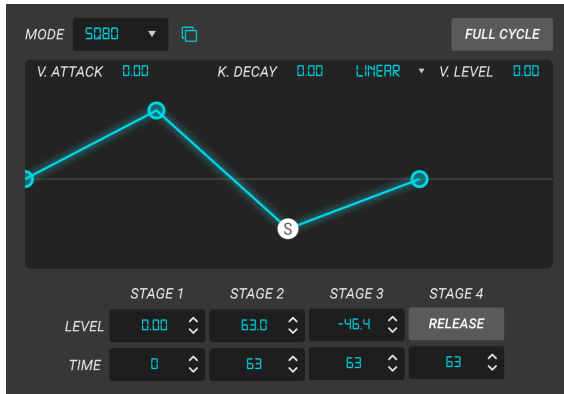 MODE SQ80 FULL CYCLE
V. ATTACK 0.00 K. DECAY 0.00 LINEAR V. LEVEL 0.00
S
STAGE 1 STAGE 2 STAGE 3 STAGE 4
LEVEL 0.00 63.0 -46.4 RELEASE
TIME 0 63 63 63